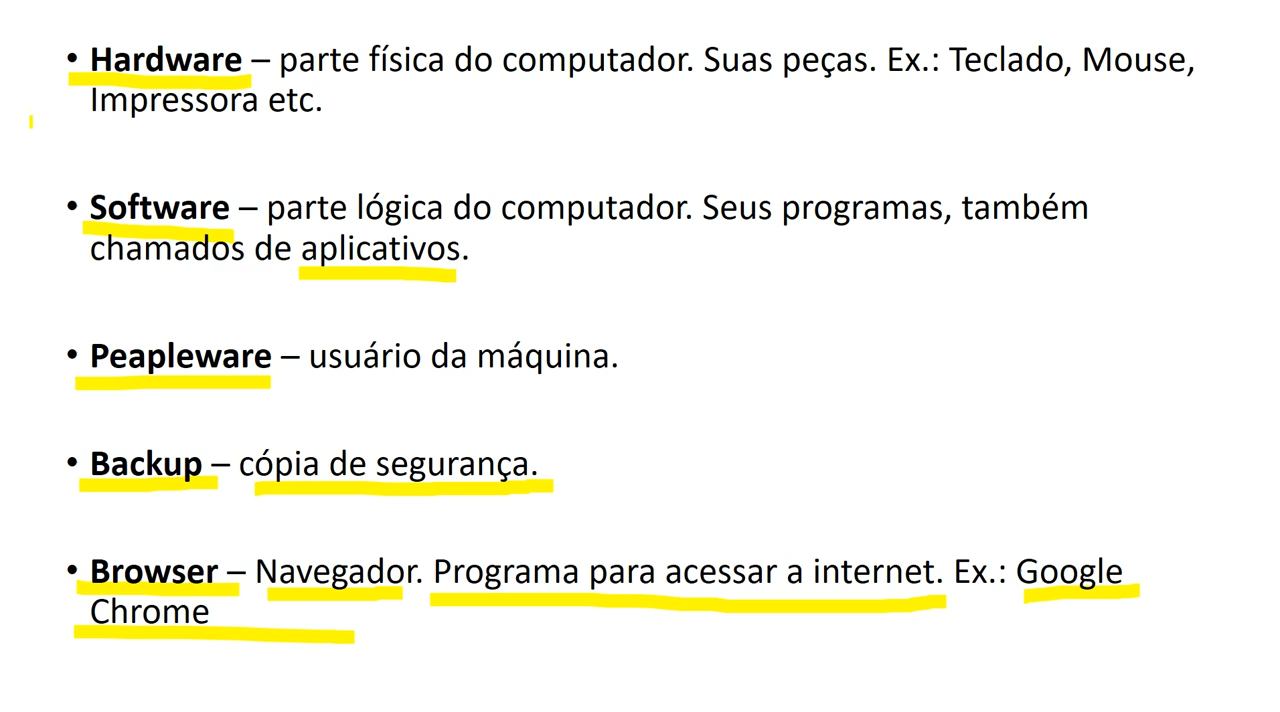 • Hardware – parte física do computador. Suas peças. Ex.: Teclado, Mouse,
Impressora etc.
• Software – parte lógica do computador. Seus programas, também
chamados de aplicativos.
• Peapleware – usuário da máquina.
• Backup – cópia de segurança.
• Browser – Navegador. Programa para acessar a internet. Ex.: Google
Chrome